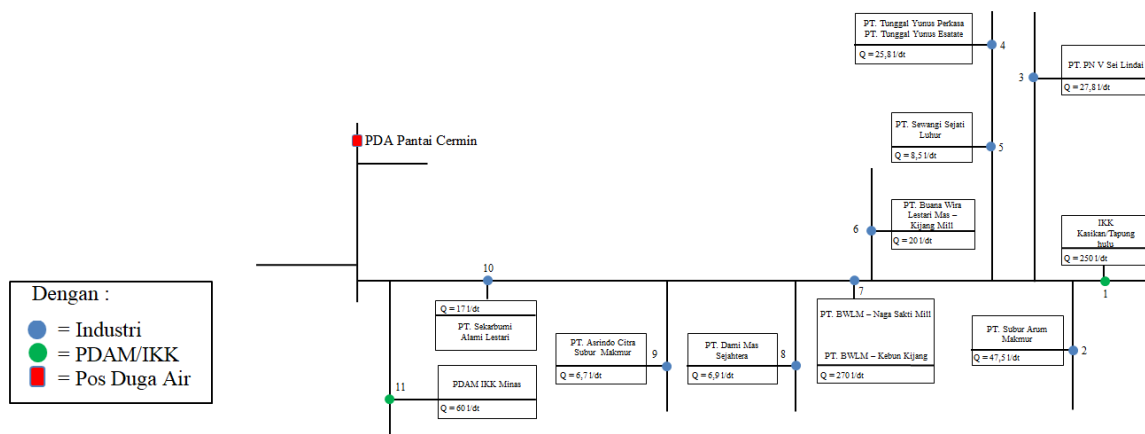 PT. Tunggal Yunus Perkasa
PT. Tunggal Yunus Esatate
Q = 25,8 l/dt
4
3
PT. PN V Sei Lindai
Q = 27,8 l/dt
PDA Pantai Cermin
PT. Sewangi Sejati
Luhur
Q = 8,5 l/dt
5
PT. Buana Wira
Lestari Mas –
Kijang Mill
Q = 20 l/dt
6
IKK
Kasikan/Tapung
hulu
Q = 250 l/dt
1
10
Q = 17 l/dt
PT. Sekarbumi
Alami Lestari
7
PT. BWLM – Naga Sakti Mill
PT. BWLM – Kebun Kijang
Q = 270 l/dt
PT. Subur Arum
Makmur
Q = 47,5 l/dt
2
PT. Asrindo Citra
Subur Makmur
Q = 6,7 l/dt
9
PT. Dami Mas
Sejahtera
Q = 6,9 l/dt
8
11
PDAM IKK Minas
Q = 60 l/dt
Dengan :
= Industri
= PDAM/IKK
= Pos Duga Air